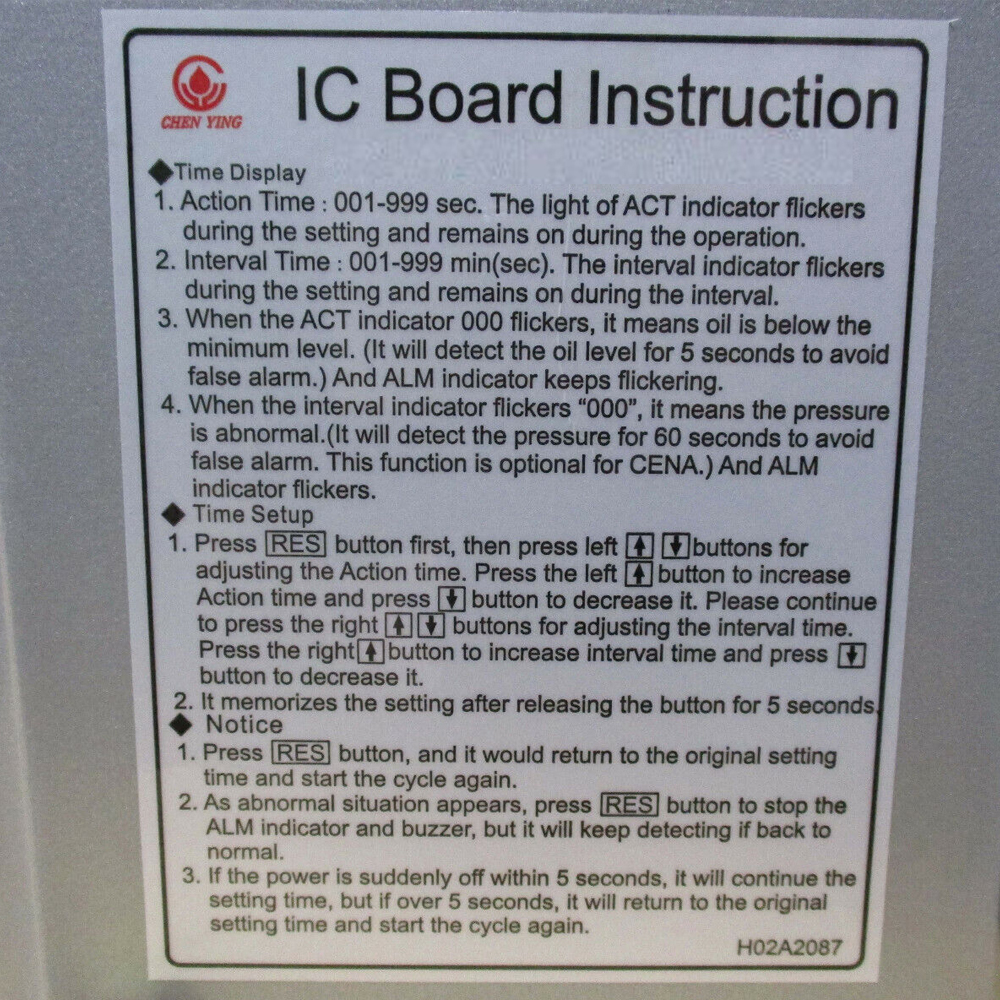 CHEN YING
IC Board Instruction
◆Time Display
1. Action Time : 001-999 sec. The light of ACT indicator flickers
during the setting and remains on during the operation.
2. Interval Time : 001-999 min(sec). The interval indicator flickers
during the setting and remains on during the interval.
3. When the ACT indicator 000 flickers, it means oil is below the
minimum level. (It will detect the oil level for 5 seconds to avoid
false alarm.) And ALM indicator keeps flickering.
4. When the interval indicator flickers “000”, it means the pressure
is abnormal.(It will detect the pressure for 60 seconds to avoid
false alarm. This function is optional for CENA.) And ALM
indicator flickers.
◆ Time Setup
1. Press RES button first, then press left ↑ ↓ buttons for
adjusting the Action time. Press the left ↑ button to increase
Action time and press ↓ button to decrease it. Please continue
to press the right ↑ ↓ buttons for adjusting the interval time.
Press the right ↑ button to increase interval time and press ↓
button to decrease it.
2. It memorizes the setting after releasing the button for 5 seconds.
◆ Notice
1. Press RES button, and it would return to the original setting
time and start the cycle again.
2. As abnormal situation appears, press RES button to stop the
ALM indicator and buzzer, but it will keep detecting if back to
normal.
3. If the power is suddenly off within 5 seconds, it will continue the
setting time, but if over 5 seconds, it will return to the original
setting time and start the cycle again.
H02A2087